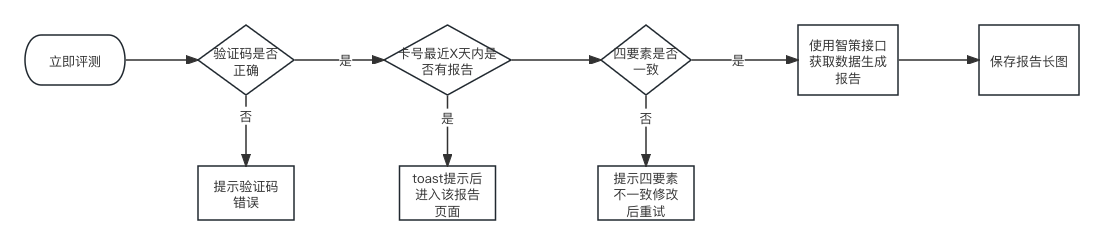 立即评测
验证码是否
正确
是
卡号最近X天内是
否有报告
四要素是否
一致
是
使用智策接口
获取数据生成
报告
保存报告长图
否
是
否
提示验证码
错误
toast提示后
进入该报告
页面
提示四要素
不一致修改
后重试